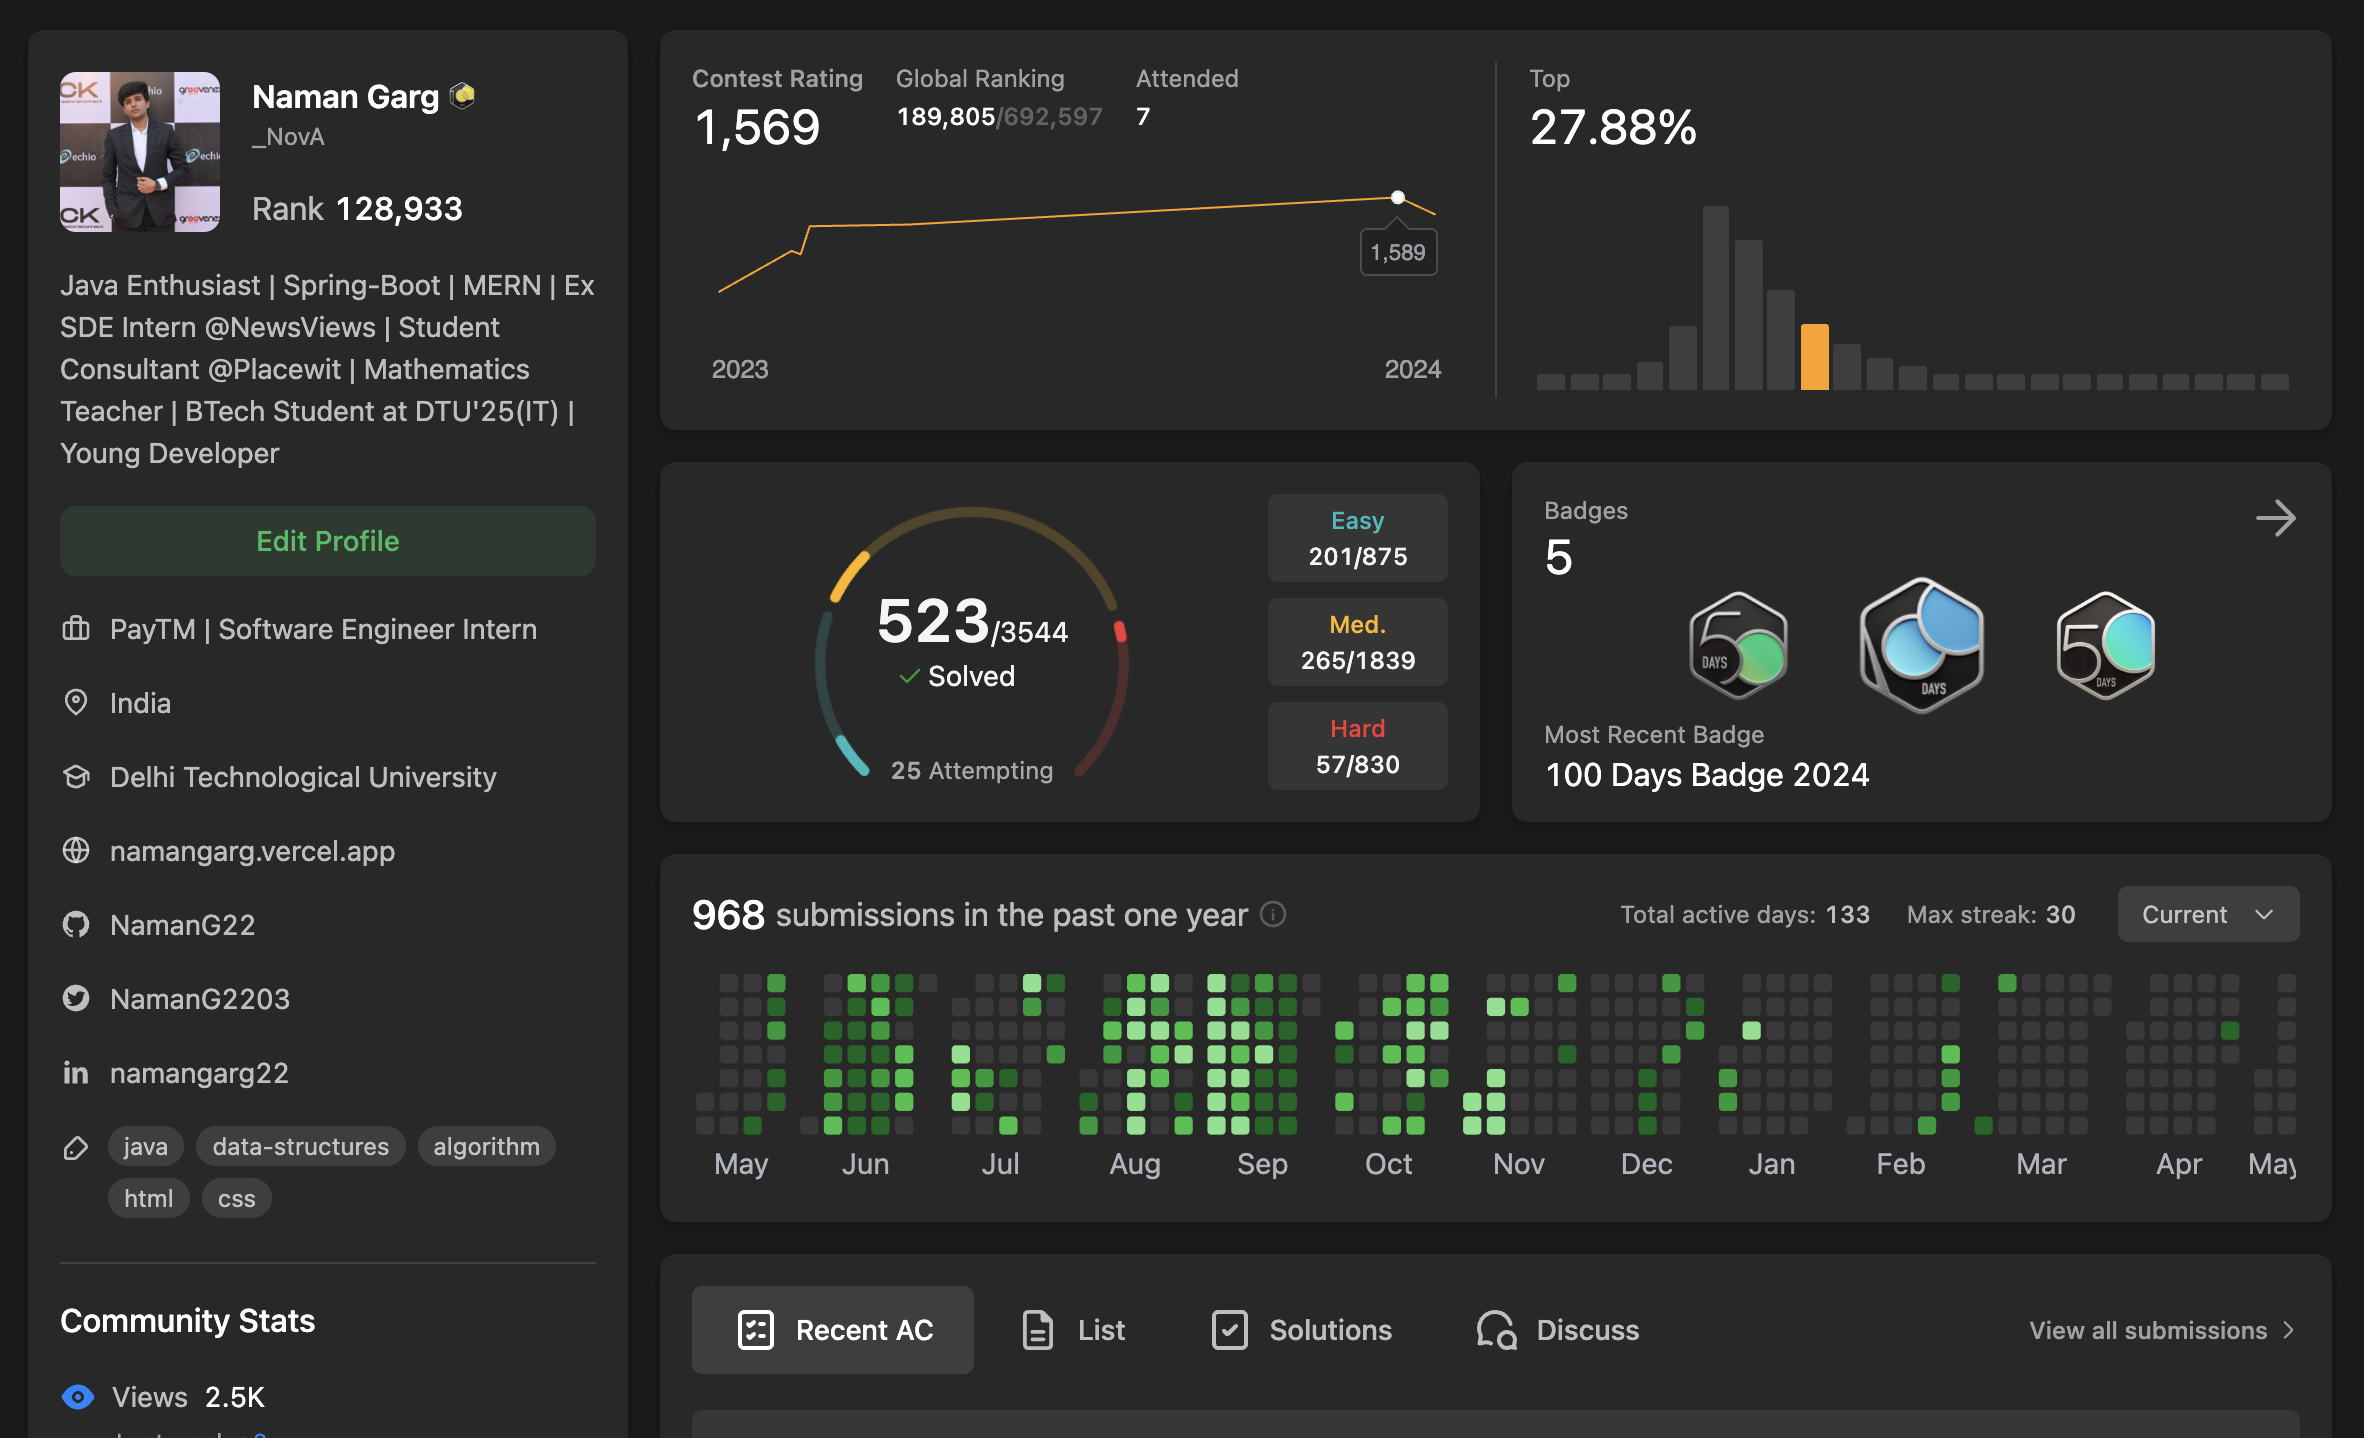 Naman Garg
_NovA
Rank 128,933
Java Enthusiast | Spring-Boot | MERN | Ex
SDE Intern @NewsViews | Student
Consultant @Placewit | Mathematics
Teacher | BTech Student at DTU'25(IT) |
Young Developer
Edit Profile
PayTM | Software Engineer Intern
India
Delhi Technological University
namangarg.vercel.app
NamanG22
NamanG2203
in namangarg22
java data-structures algorithm
html css
Community Stats
Views 2.5K
Contest Rating
1,569
Global Ranking
189,805/692,597
Attended
7
1,589
2023 2024
Top
27.88%
523/3544
Solved
25 Attempting
Easy
201/875
Med.
265/1839
Hard
57/830
Badges
5
DAYS DAYS 50 DAYS
Most Recent Badge
100 Days Badge 2024
968 submissions in the past one year
Total active days: 133 Max streak: 30 Current
May Jun Jul Aug Sep Oct Nov Dec Jan Feb Mar Apr May
Recent AC List Solutions Discuss View all submissions